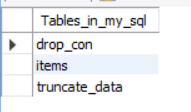 Tables_in_my_sql
drop_con
items
truncate_data